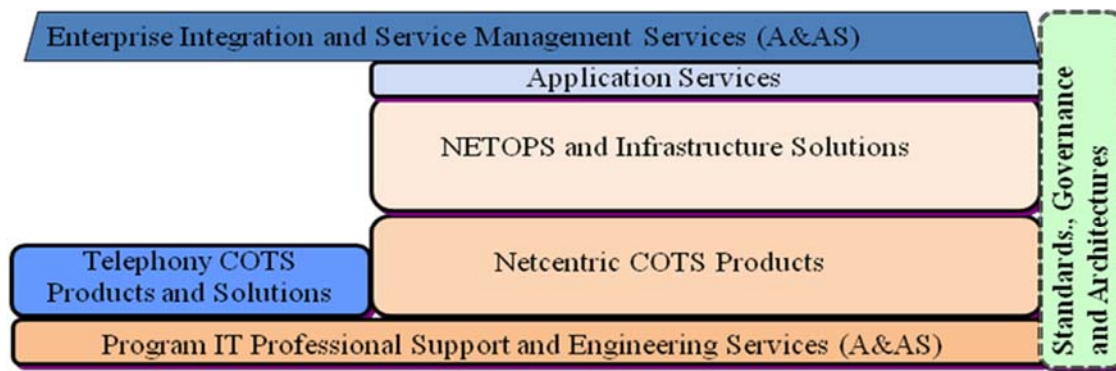 Enterprise Integration and Service Management Services (A&AS)
Application Services
NETOPS and Infrastructure Solutions
Telephony COTS
Products and Solutions
Netcentric COTS Products
Program IT Professional Support and Engineering Services (A&AS)
Standards., Governance
and Architectures